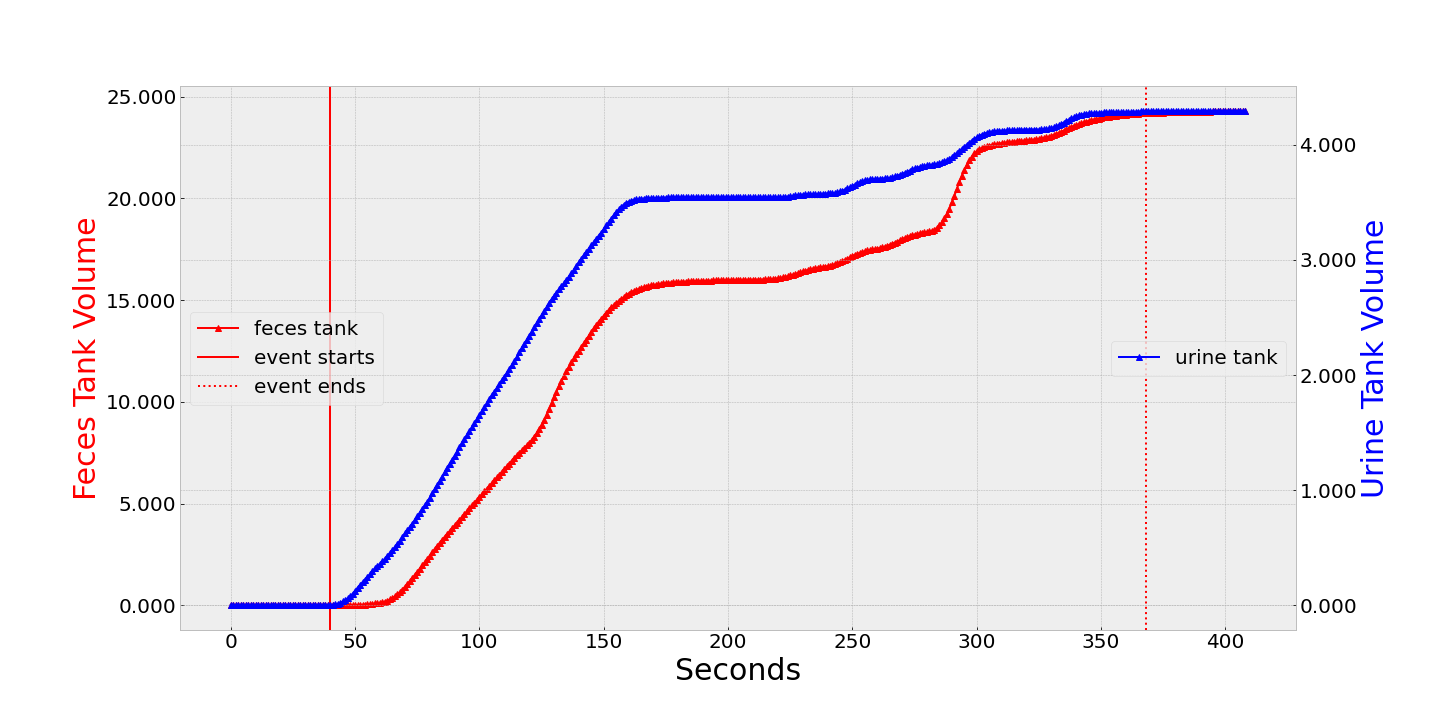 Feces Tank Volume
25.000
20.000
15.000
10.000
5.000
0.000
feces tank
event starts
event ends
urine tank
4.000
3.000
2.000
1.000
0.000
Urine Tank Volume
0 50 100 150 200 250 300 350 400
Seconds